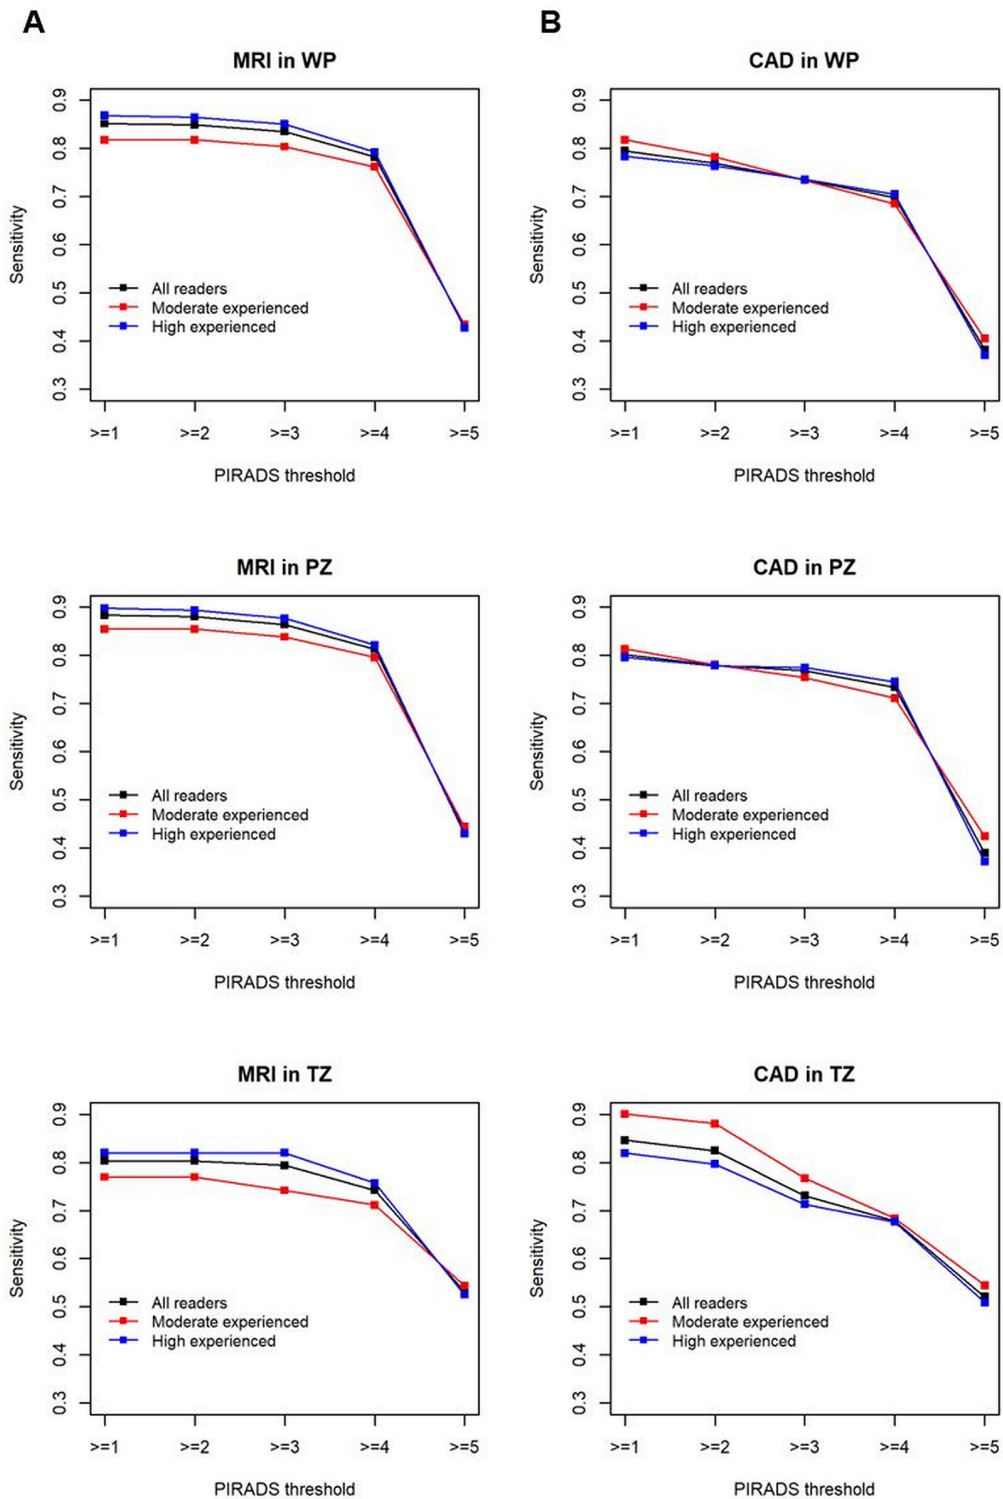 A
B
MRI in WP
0.9
0.8
0.7
0.6
0.5
0.4
0.3
Sensitivity
All readers
Moderate experienced
High experienced
>=1 >=2 >=3 >=4 >=5
PIRADS threshold
CAD in WP
0.9
0.8
0.7
0.6
0.5
0.4
0.3
Sensitivity
All readers
Moderate experienced
High experienced
>=1 >=2 >=3 >=4 >=5
PIRADS threshold
MRI in PZ
0.9
0.8
0.7
0.6
0.5
0.4
0.3
Sensitivity
All readers
Moderate experienced
High experienced
>=1 >=2 >=3 >=4 >=5
PIRADS threshold
CAD in PZ
0.9
0.8
0.7
0.6
0.5
0.4
0.3
Sensitivity
All readers
Moderate experienced
High experienced
>=1 >=2 >=3 >=4 >=5
PIRADS threshold
MRI in TZ
0.9
0.8
0.7
0.6
0.5
0.4
0.3
Sensitivity
All readers
Moderate experienced
High experienced
>=1 >=2 >=3 >=4 >=5
PIRADS threshold
CAD in TZ
0.9
0.8
0.7
0.6
0.5
0.4
0.3
Sensitivity
All readers
Moderate experienced
High experienced
>=1 >=2 >=3 >=4 >=5
PIRADS threshold